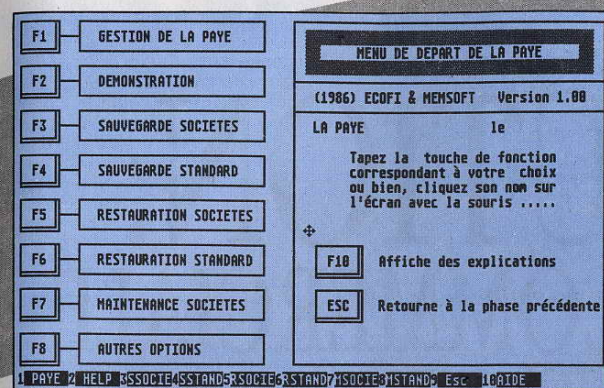 F1 GESTION DE LA PAYE
F2 DEMONSTRATION
F3 SAUVEGARDE SOCIETES
F4 SAUVEGARDE STANDARD
F5 RESTAURATION SOCIETES
F6 RESTAURATION STANDARD
F7 MAINTENANCE SOCIETES
F8 AUTRES OPTIONS
MENU DE DEPART DE LA PAYE
(1986) ECOFI & MEMSOFT Version 1.00
LA PAYE le
Tapez la touche de fonction
correspondant à votre choix
ou bien, cliquez son nom sur
l'écran avec la souris .....
F10 Affiche des explications
ESC Retourne à la phase précédente
1 PAYE 2 HELP 3SSOCIE4SSTAND5RSOCIE6RSTAND7MSOCIE8MSTAND9 Esc 10AIDE